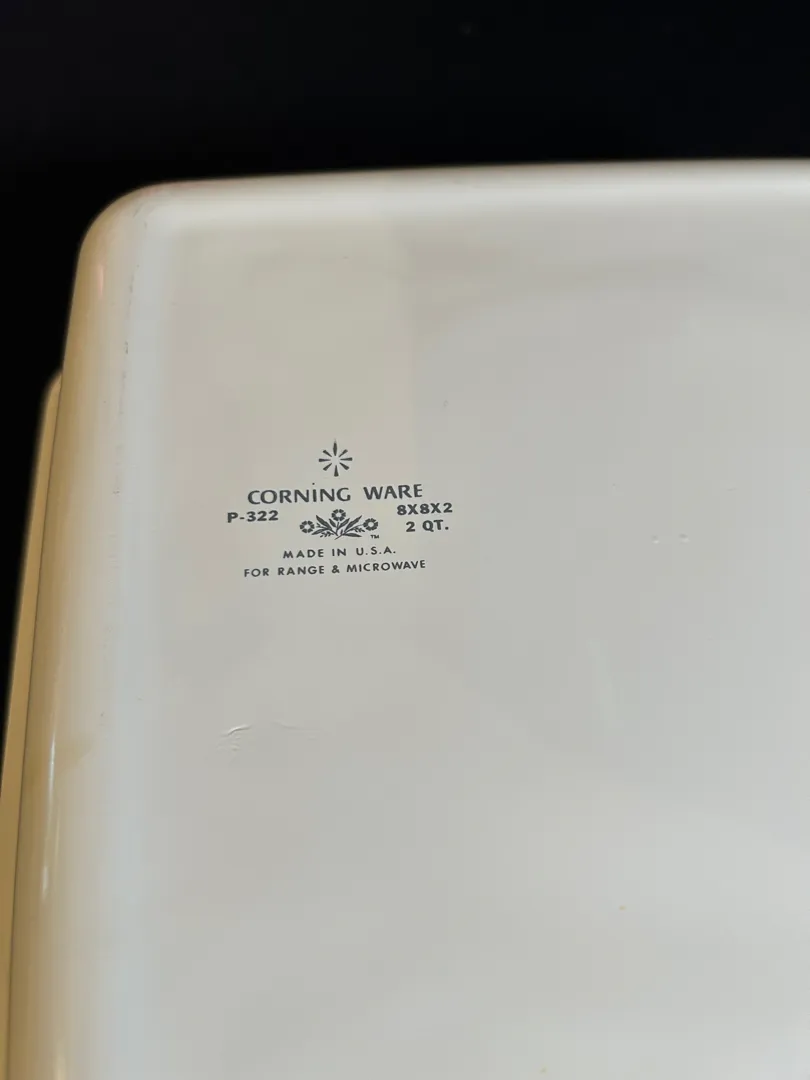 CORNING WARE
P-322 8X8X2
2 QT.
TM
MADE IN U.S.A.
FOR RANGE & MICROWAVE